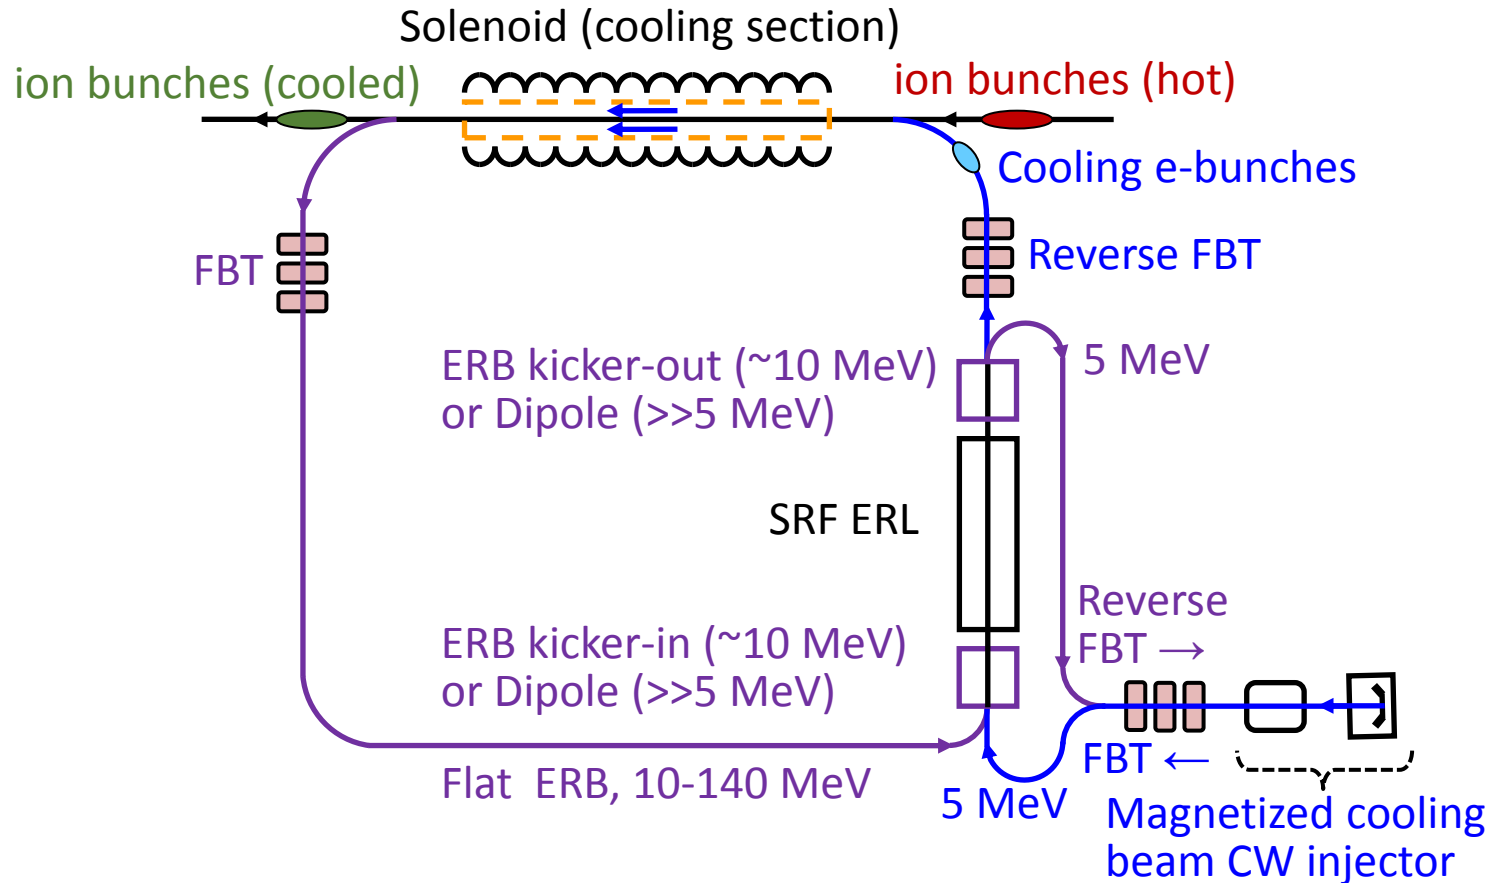 Solenoid (cooling section)
ion bunches (cooled)
ion bunches (hot)
Cooling e-bunches
FBT
Reverse FBT
ERB kicker-out (~10 MeV)
or Dipole (>>5 MeV)
5 MeV
SRF ERL
Reverse
FBT →
ERB kicker-in (~10 MeV)
or Dipole (>>5 MeV)
FBT ←
Flat  ERB, 10-140 MeV
5 MeV
Magnetized cooling
beam CW injector